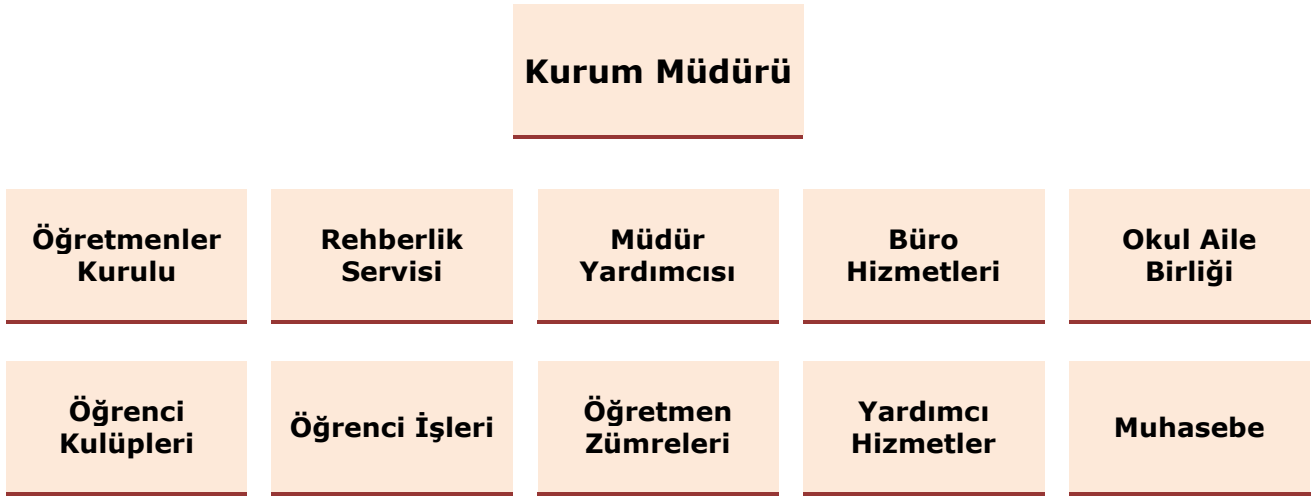 Kurum Müdürü
Öğretmenler
Kurulu
Rehberlik
Servisi
Müdür
Yardımcısı
Büro
Hizmetleri
Okul Aile
Birliği
Öğrenci
Kulüpleri
Öğrenci İşleri
Öğretmen
Zümreleri
Yardımcı
Hizmetler
Muhasebe